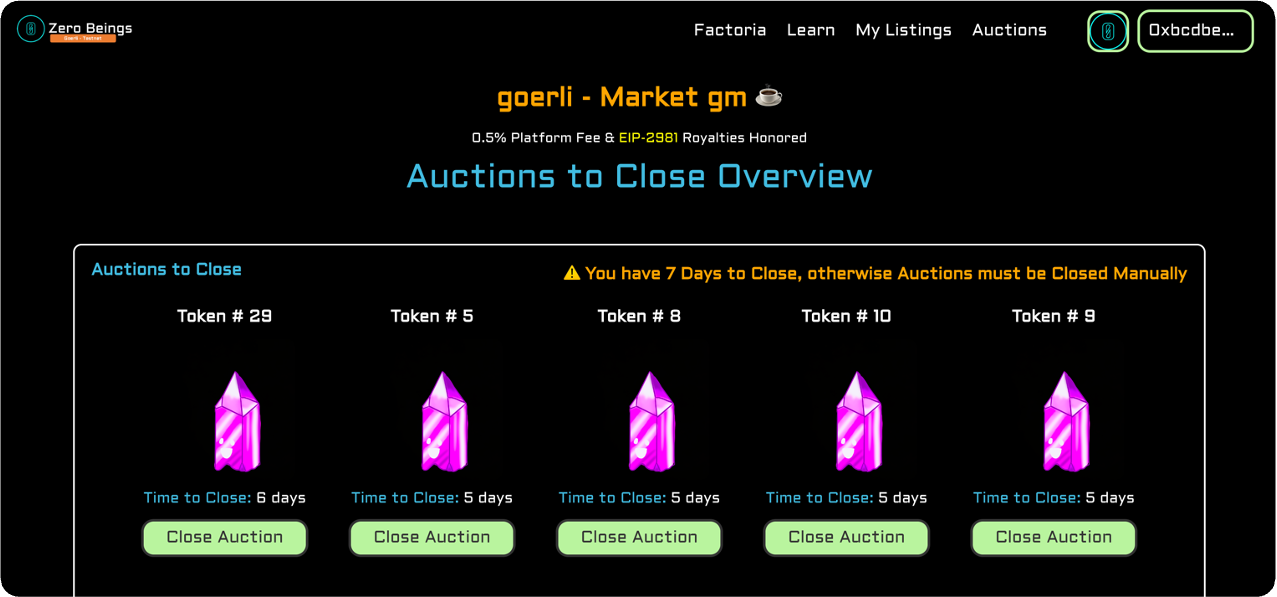 Zero Beings
Goerli - Testnet
Factoria Learn My Listings Auctions 0xbcdbe...
goerli - Market gm ☕
0.5% Platform Fee & EIP-2981 Royalties Honored
Auctions to Close Overview
Auctions to Close
⚠️ You have 7 Days to Close, otherwise Auctions must be Closed Manually
Token # 29 Token # 5 Token # 8 Token # 10 Token # 9
Time to Close: 6 days Time to Close: 5 days Time to Close: 5 days Time to Close: 5 days Time to Close: 5 days
Close Auction Close Auction Close Auction Close Auction Close Auction